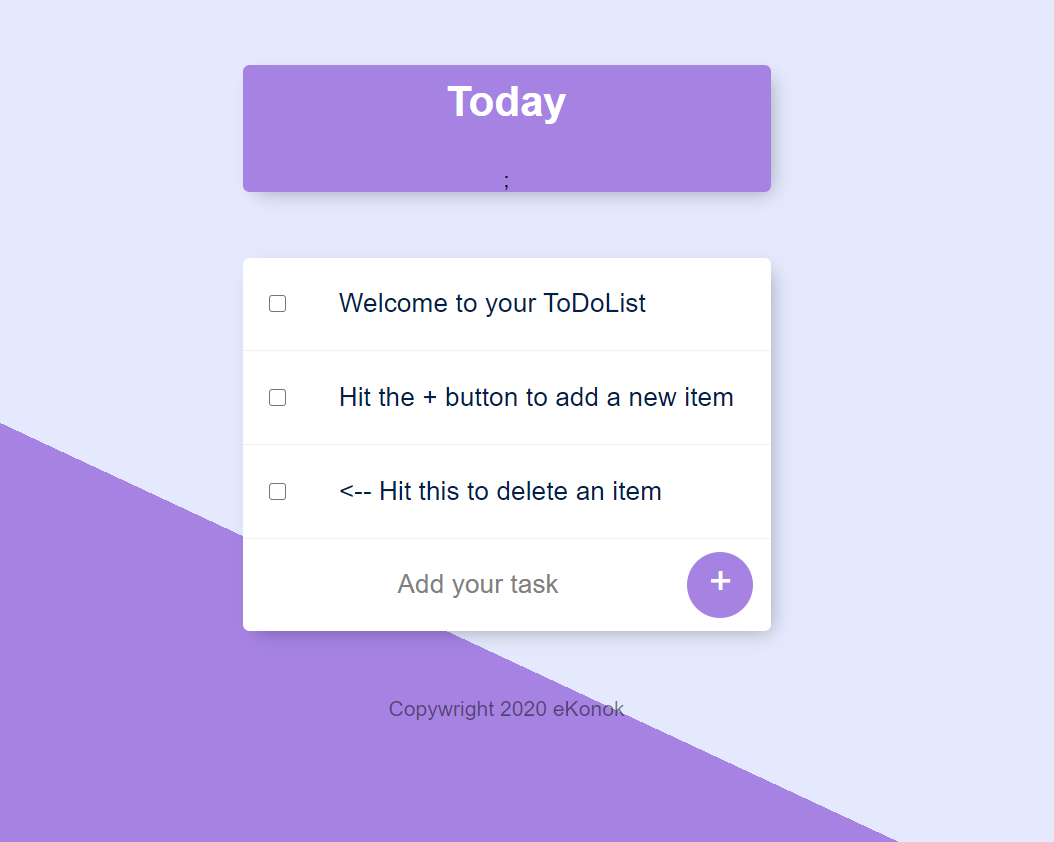 Today
;
Welcome to your ToDoList
Hit the + button to add a new item
<-- Hit this to delete an item
Add your task
+
Copywright 2020 eKonok